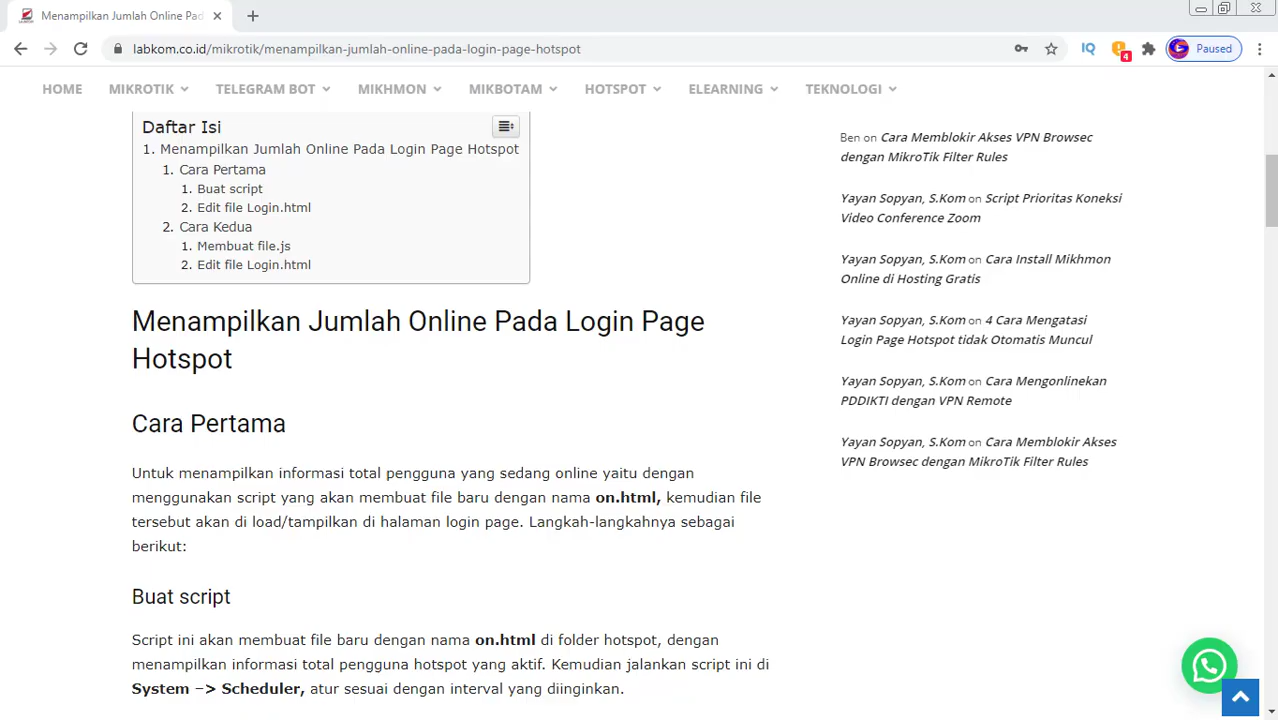 Menampilkan Jumlah Online Pad
labkom.co.id/mikrotik/menampilkan-jumlah-online-pada-login-page-hotspot
IQ
4
Paused
HOME MIKROTIK TELEGRAM BOT MIKHMON MIKBOTAM HOTSPOT ELEARNING TEKNOLOGI
Daftar Isi
1. Menampilkan Jumlah Online Pada Login Page Hotspot
1. Cara Pertama
1. Buat script
2. Edit file Login.html
2. Cara Kedua
1. Membuat file.js
2. Edit file Login.html
Menampilkan Jumlah Online Pada Login Page
Hotspot
Cara Pertama
Untuk menampilkan informasi total pengguna yang sedang online yaitu dengan
menggunakan script yang akan membuat file baru dengan nama on.html, kemudian file
tersebut akan di load/tampilkan di halaman login page. Langkah-langkahnya sebagai
berikut:
Buat script
Script ini akan membuat file baru dengan nama on.html di folder hotspot, dengan
menampilkan informasi total pengguna hotspot yang aktif. Kemudian jalankan script ini di
System –> Scheduler, atur sesuai dengan interval yang diinginkan.
Ben on Cara Memblokir Akses VPN Browsec
dengan MikroTik Filter Rules
Yayan Sopyan, S.Kom on Script Prioritas Koneksi
Video Conference Zoom
Yayan Sopyan, S.Kom on Cara Install Mikhmon
Online di Hosting Gratis
Yayan Sopyan, S.Kom on 4 Cara Mengatasi
Login Page Hotspot tidak Otomatis Muncul
Yayan Sopyan, S.Kom on Cara Mengonlinekan
PDDIKTI dengan VPN Remote
Yayan Sopyan, S.Kom on Cara Memblokir Akses
VPN Browsec dengan MikroTik Filter Rules